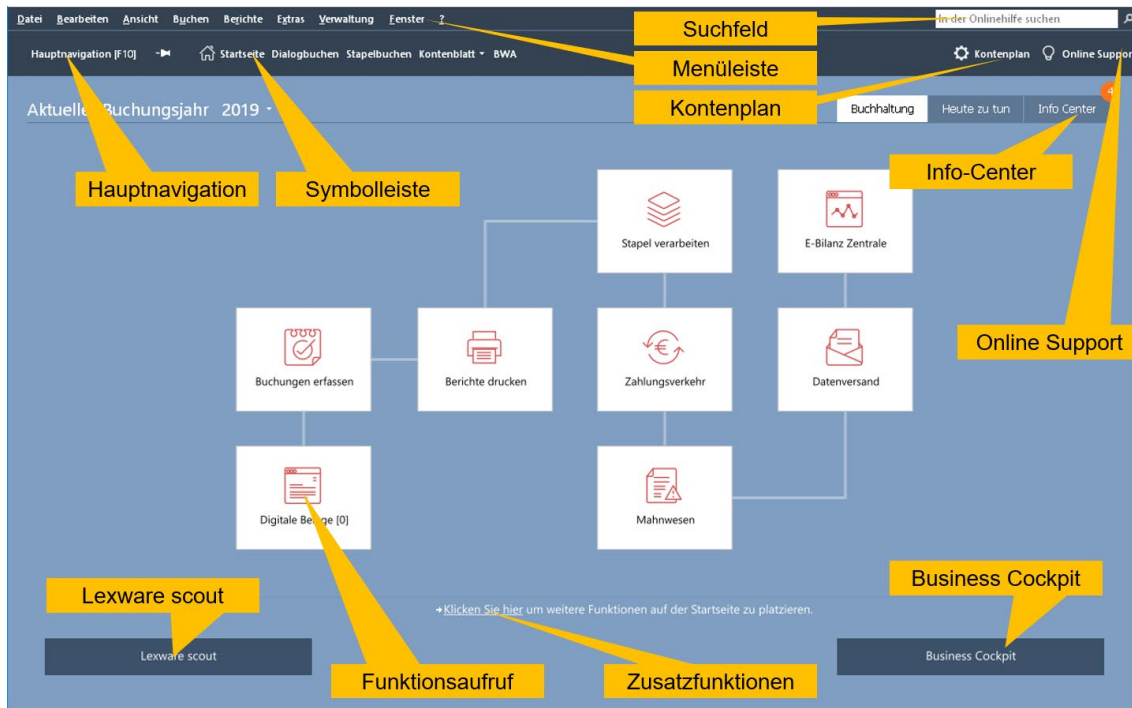 Datei Bearbeiten Ansicht Buchen Berichte Extras Verwaltung Fenster ?
Suchfeld
In der Onlinehilfe suchen
Hauptnavigation [F10] Startseite Dialogbuchen Stapelbuchen Kontenblatt BWA
Menüleiste
Kontenplan Online Support
Aktuelles Buchungsjahr 2019
Kontenplan
Buchhaltung Heute zu tun Info Center 4
Hauptnavigation
Symbolleiste
Info-Center
Stapel verarbeiten
E-Bilanz Zentrale
Online Support
Buchungen erfassen
Berichte drucken
Zahlungsverkehr
Datenversand
Digitale Belege [0]
Mahnwesen
Lexware scout
Business Cockpit
Klicken Sie hier um weitere Funktionen auf der Startseite zu platzieren.
Lexware scout
Business Cockpit
Funktionsaufruf
Zusatzfunktionen